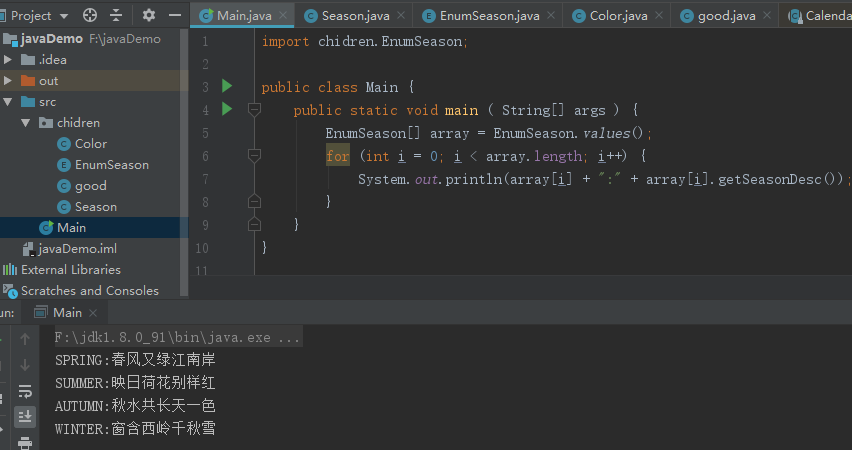 Project
Main.java
Season.java
EnumSeason.java
Color.java
good.java
Calenda
javaDemo F:\javaDemo
.idea
out
src
chidren
Color
EnumSeason
good
Season
Main
javaDemo.iml
External Libraries
Scratches and Consoles
1 import chidren.EnumSeason;
2
3 public class Main {
4 public static void main ( String[] args ) {
5 EnumSeason[] array = EnumSeason.values();
6 for (int i = 0; i < array.length; i++) {
7 System.out.println(array[i] + ":" + array[i].getSeasonDesc());
8 }
9 }
10 }
11
un: Main
F:\jdk1.8.0_91\bin\java.exe ...
SPRING:春风又绿江南岸
SUMMER:映日荷花别样红
AUTUMN:秋水共长天一色
WINTER:窗含西岭千秋雪